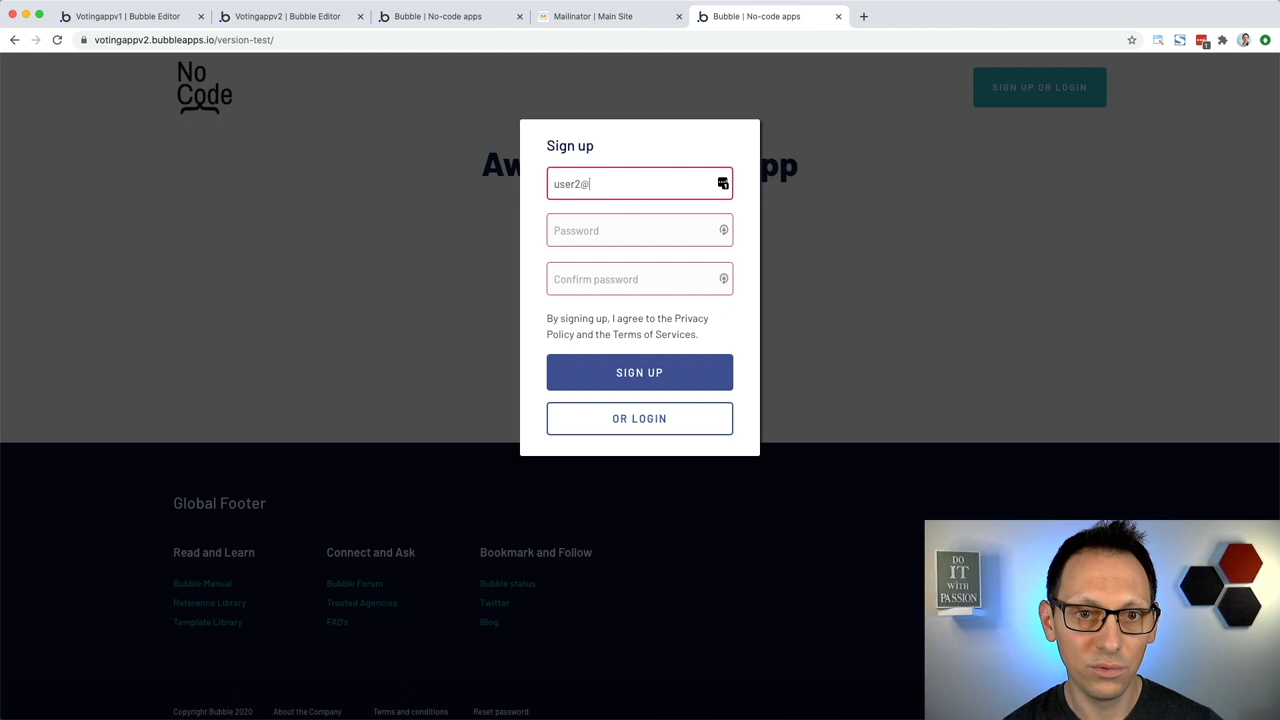 Votingappv1 | Bubble Editor
Votingappv2 | Bubble Editor
Bubble | No-code apps
Mailinator | Main Site
Bubble | No-code apps
votingappv2.bubbleapps.io/version-test/
No
Code
SIGN UP OR LOGIN
Aw
pp
Sign up
user2@
Password
Confirm password
By signing up, I agree to the Privacy
Policy and the Terms of Services.
SIGN UP
OR LOGIN
Global Footer
Read and Learn
Connect and Ask
Bookmark and Follow
Bubble Manual
Bubble Forum
Bubble status
Reference Library
Trusted Agencies
Twitter
Template Library
FAQ's
Blog
Copyright Bubble 2020
About the Company
Terms and conditions
Reset password
DO
IT
WITH
PASSION